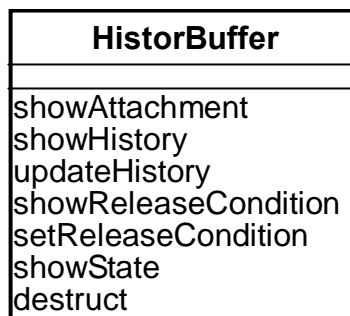 HistorBuffer
showAttachment
showHistory
updateHistory
showReleaseCondition
setReleaseCondition
showState
destruct